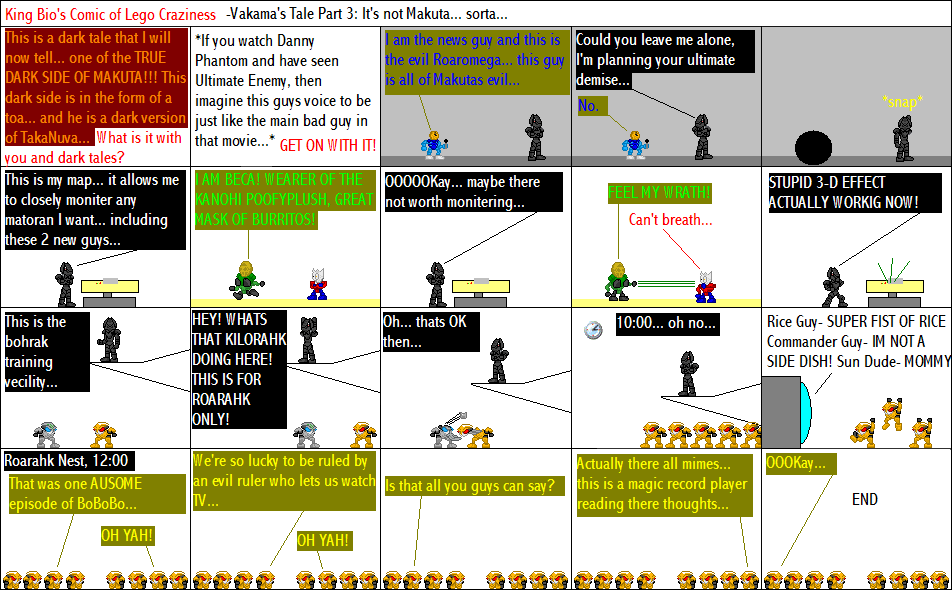 King Bio's Comic of Lego Craziness -Vakama's Tale Part 3: It's not Makuta... sorta...
This is a dark tale that I will
now tell... one of the TRUE
DARK SIDE OF MAKUTA!!! This
dark side is in the form of a
toa... and he is a dark version
of TakaNuva... What is it with
you and dark tales?
*If you watch Danny
Phantom and have seen
Ultimate Enemy, then
imagine this guys voice to be
just like the main bad guy in
that movie...* GET ON WITH IT!
I am the news guy and this is
the evil Roaromega... this guy
is all of Makutas evil...
Could you leave me alone,
I'm planning your ultimate
demise...
No.
*snap*
This is my map... it allows me
to closely moniter any
matoran I want... including
these 2 new guys...
I AM BECA! WEARER OF THE
KANOHI POOFYPLUSH, GREAT
MASK OF BURRITOS!
OOOOOKay... maybe there
not worth monitering...
FEEL MY WRATH!
Can't breath...
STUPID 3-D EFFECT
ACTUALLY WORKIG NOW!
This is the
bohrak
training
vecility...
HEY! WHATS
THAT KILORAHK
DOING HERE!
THIS IS FOR
ROARAHK
ONLY!
Oh... thats OK
then...
10:00... oh no...
Rice Guy- SUPER FIST OF RICE
Commander Guy- IM NOT A
SIDE DISH! Sun Dude- MOMMY
Roarahk Nest, 12:00
That was one AUSOME
episode of BoBoBo...
OH YAH!
We're so lucky to be ruled by
an evil ruler who lets us watch
TV...
OH YAH!
Is that all you guys can say?
Actually there all mimes...
this is a magic record player
reading there thoughts...
OOOKay...
END